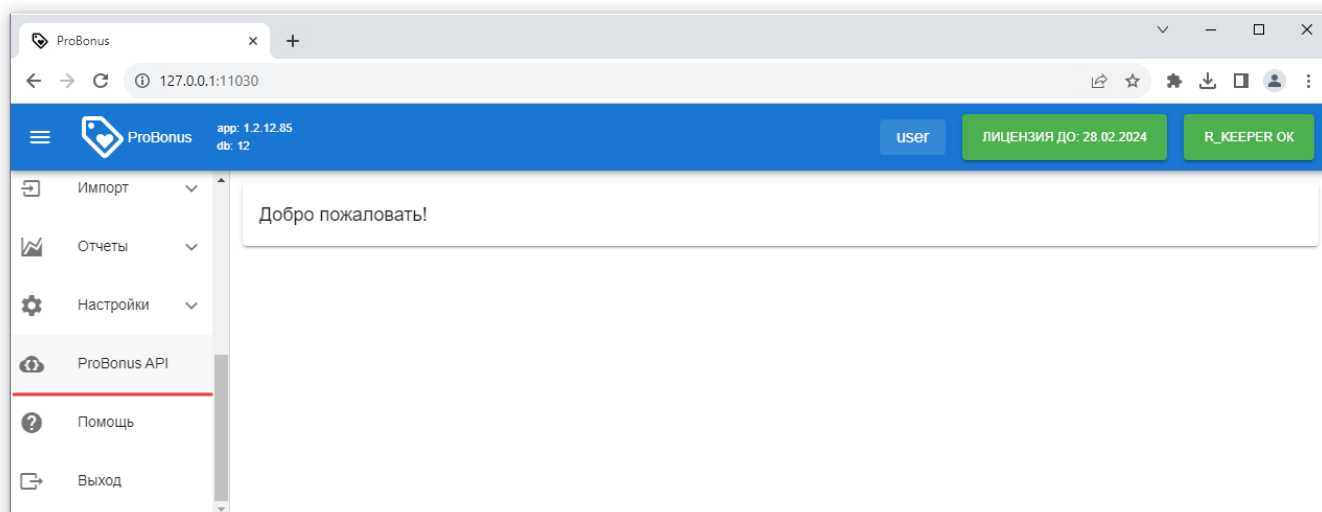 ProBonus
127.0.0.1:11030
ProBonus
app: 1.2.12.85
db: 12
user
ЛИЦЕНЗИЯ ДО: 28.02.2024
R_KEEPER OK
Импорт
Отчеты
Настройки
ProBonus API
Помощь
Выход
Добро пожаловать!